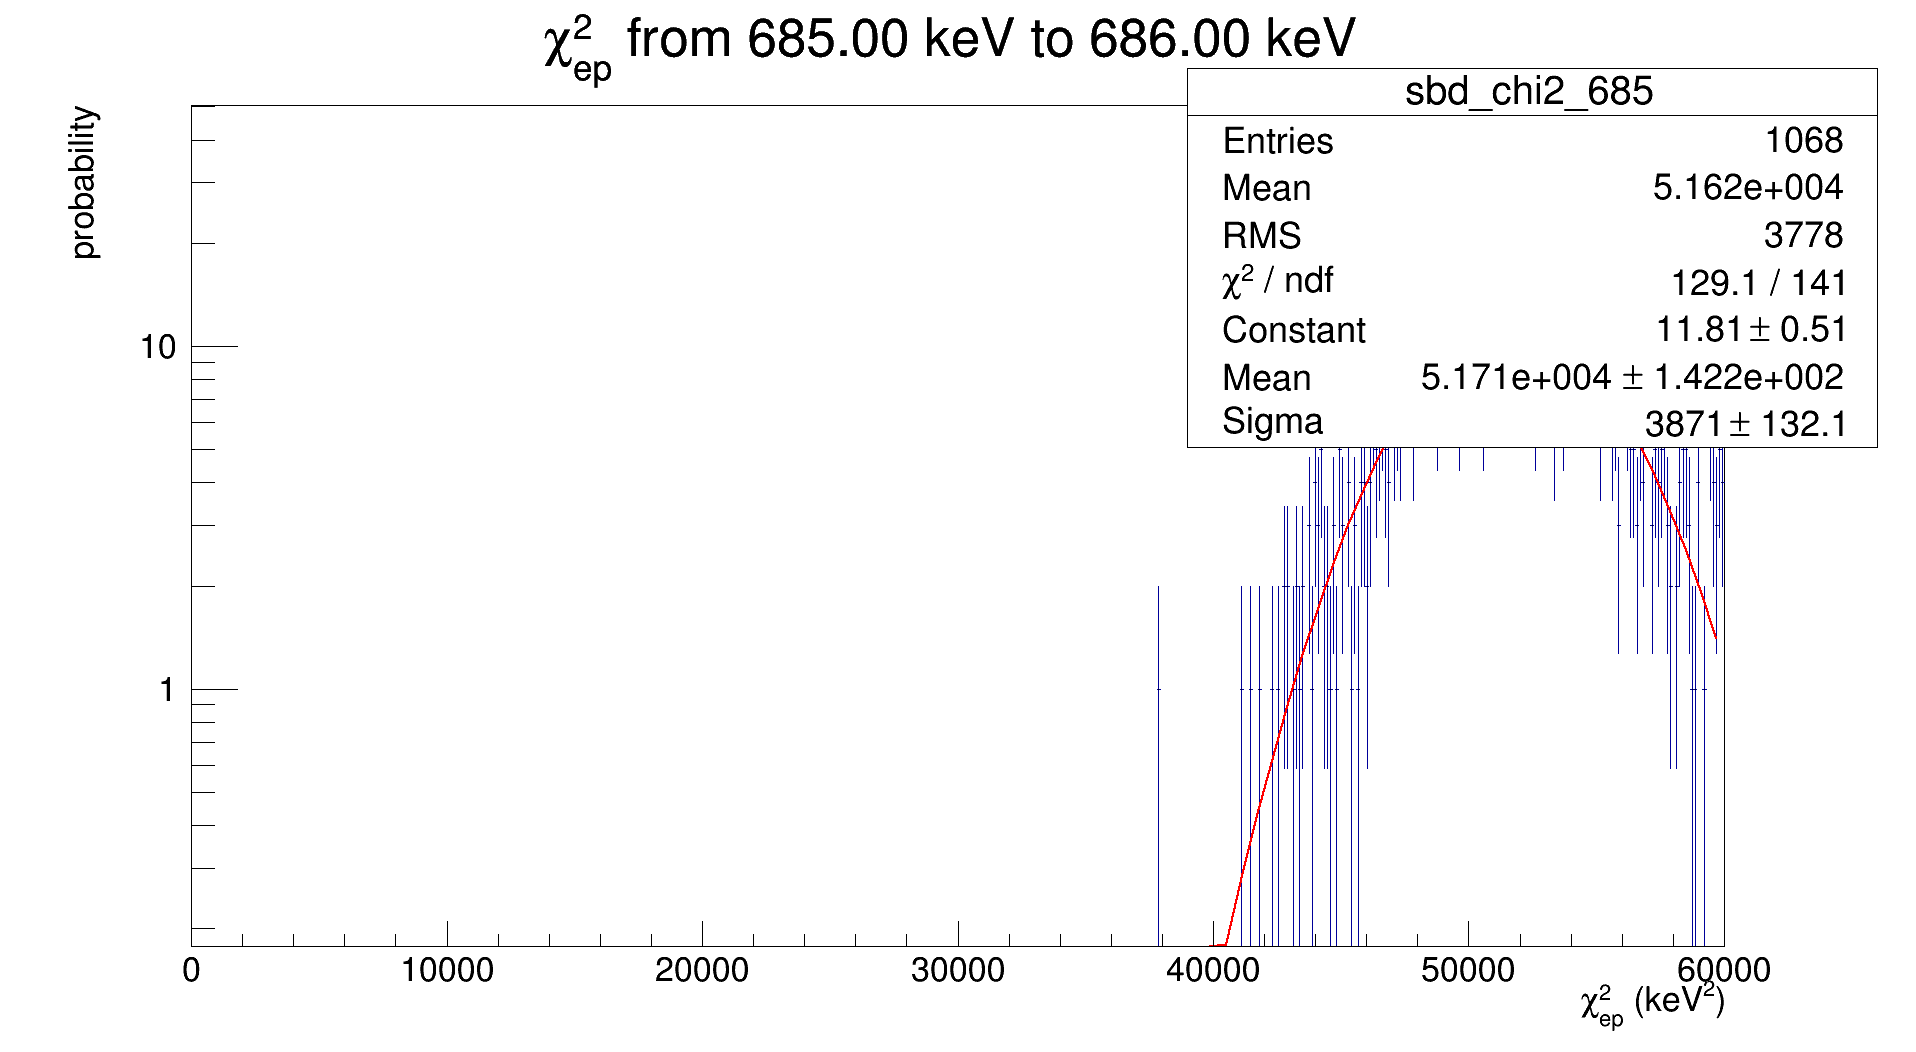 χ²ep from 685.00 keV to 686.00 keV
probability
sbd_chi2_685
Entries 1068
Mean 5.162e+004
RMS 3778
χ² / ndf 129.1 / 141
Constant 11.81 ± 0.51
Mean 5.171e+004 ± 1.422e+002
Sigma 3871 ± 132.1
10
1
0 10000 20000 30000 40000 50000 60000
χ²ep (keV²)